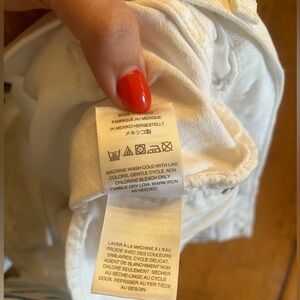 FABRIQUÉ AU MEXIQUE
IN MEXIKO HERGESTELLT
メキシコ製
MACHINE WASH COLD WITH LIKE
COLORS, GENTLE CYCLE. NON
CHLORINE BLEACH ONLY
TUMBLE DRY LOW. WARM IRON
AS NEEDED.
LAVER À LA MACHINE À L'EAU
FROIDE AVEC DES COULEURS
SIMILAIRES, CYCLE DÉLICAT.
AGENT DE BLANCHIMENT NON
CHLORÉ SEULEMENT SÉCHER
AU SÈCHE-LINGE AU CYCLE
DOUX, REPASSER AU FER TIÈDE
AU BESOIN